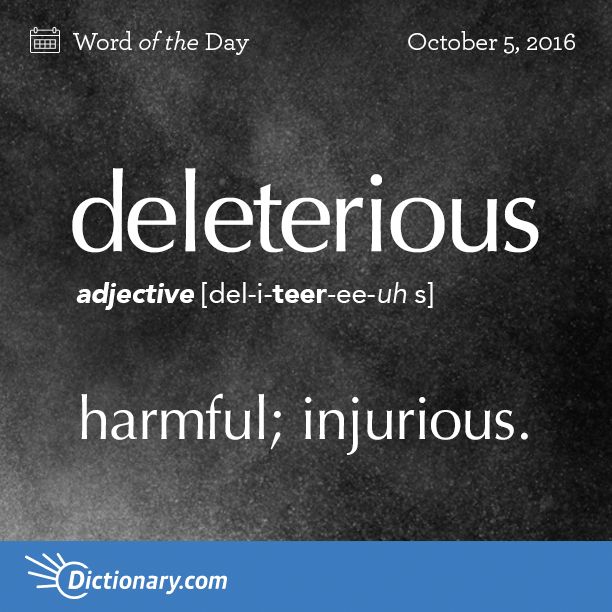 Word of the Day
October 5, 2016
deleterious
adjective [del-i-teer-ee-uh s]
harmful; injurious.
Dictionary.com